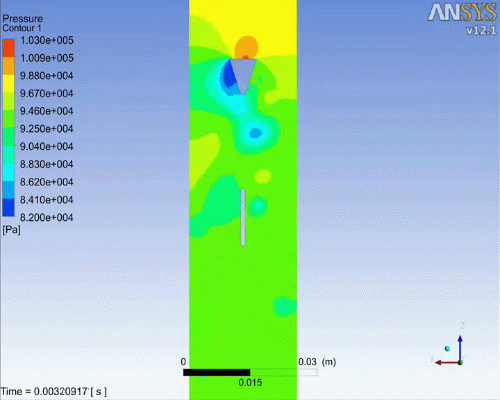 Pressure
Contour 1
1.030e+005
1.009e+005
9.880e+004
9.670e+004
9.460e+004
9.250e+004
9.040e+004
8.830e+004
8.620e+004
8.410e+004
8.200e+004
[Pa]
ANSYS
v12.1
0 0.03 (m)
0.015
Z
X
Time = 0.00320917 [ s ]